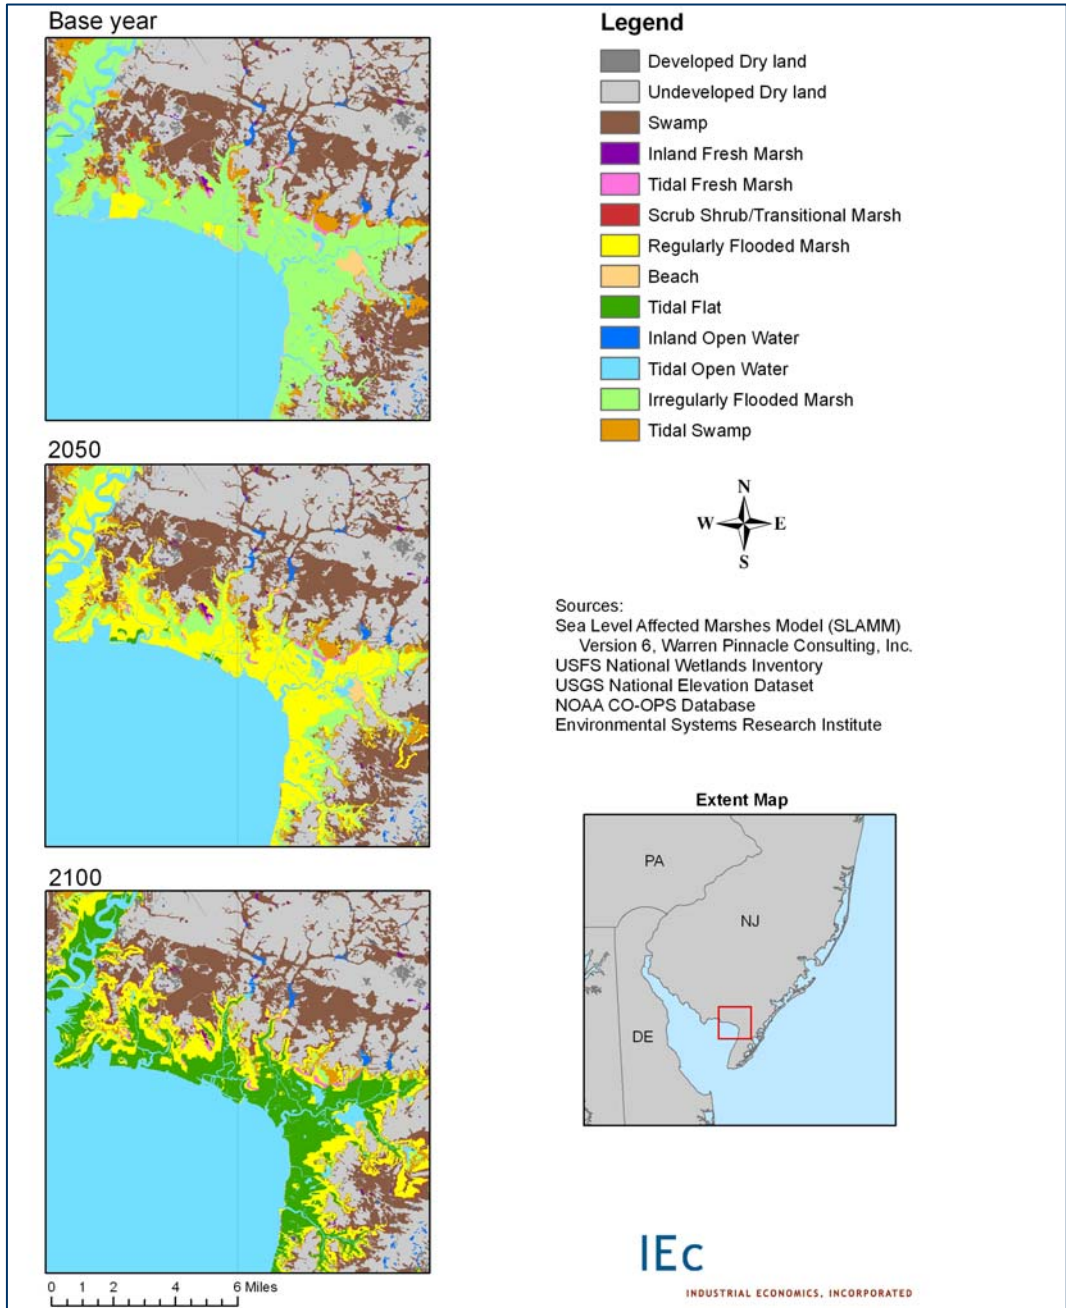 Base year
2050
2100
0 1 2 4 6 Miles
Legend
Developed Dry land
Undeveloped Dry land
Swamp
Inland Fresh Marsh
Tidal Fresh Marsh
Scrub Shrub/Transitional Marsh
Regularly Flooded Marsh
Beach
Tidal Flat
Inland Open Water
Tidal Open Water
Irregularly Flooded Marsh
Tidal Swamp
N
W E
S
Sources:
Sea Level Affected Marshes Model (SLAMM)
Version 6, Warren Pinnacle Consulting, Inc.
USFS National Wetlands Inventory
USGS National Elevation Dataset
NOAA CO-OPS Database
Environmental Systems Research Institute
Extent Map
PA
NJ
DE
IEc
INDUSTRIAL ECONOMICS, INCORPORATED